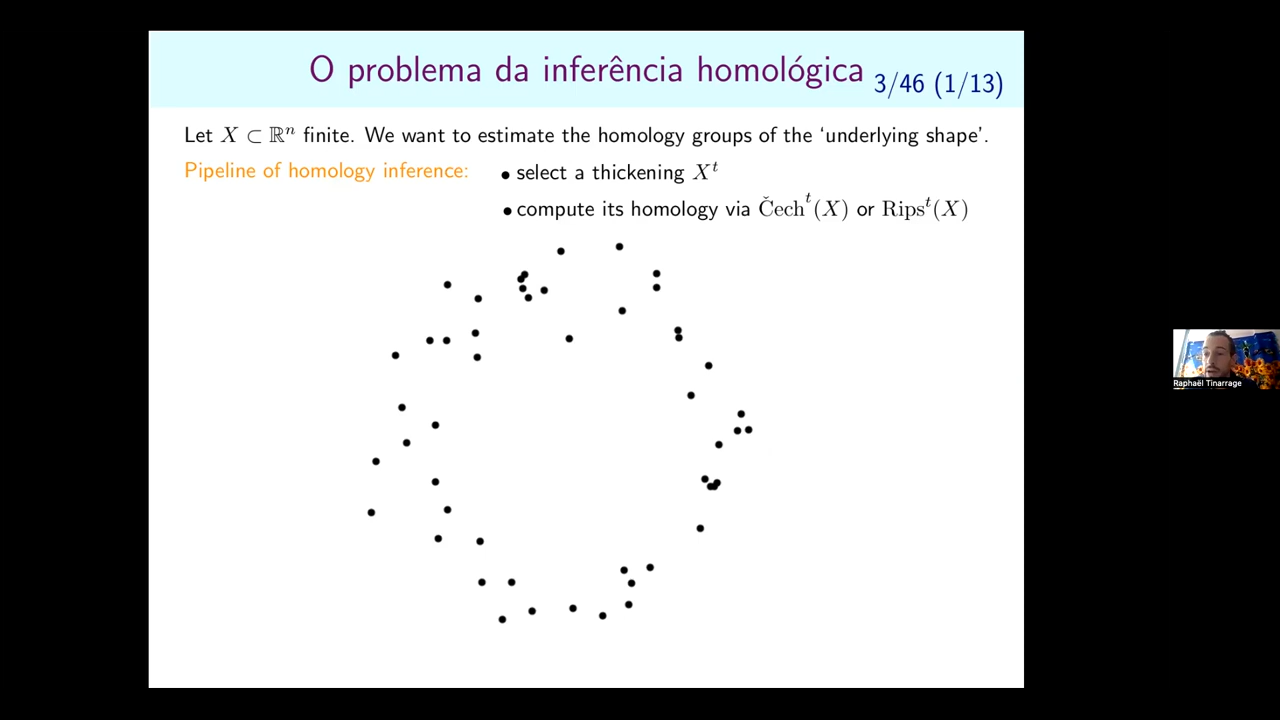 O problema da inferência homológica 3/46 (1/13)
Let X ⊂ ℝⁿ finite. We want to estimate the homology groups of the ‘underlying shape’.
Pipeline of homology inference: • select a thickening Xᵗ
• compute its homology via Čechᵗ(X) or Ripsᵗ(X)
Raphaël Tinarrage